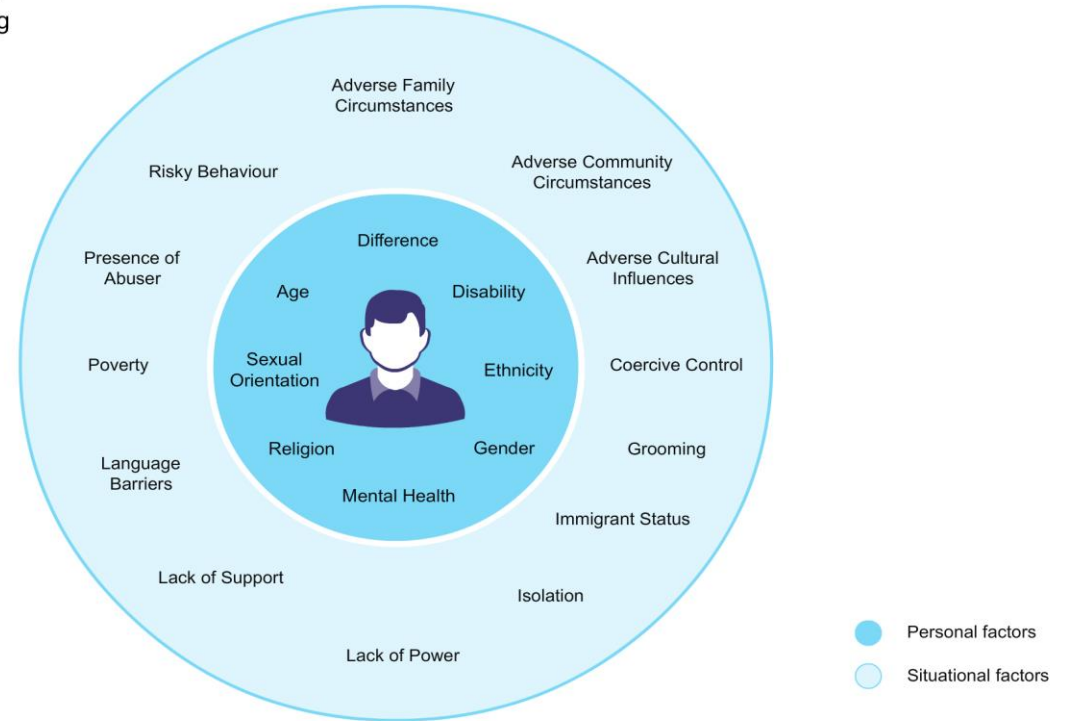 g
Adverse Family
Circumstances
Risky Behaviour
Adverse Community
Circumstances
Difference
Presence of
Abuser
Adverse Cultural
Influences
Age
Disability
Poverty
Sexual
Orientation
Ethnicity
Coercive Control
Religion
Gender
Grooming
Language
Barriers
Mental Health
Immigrant Status
Lack of Support
Isolation
Lack of Power
Personal factors
Situational factors